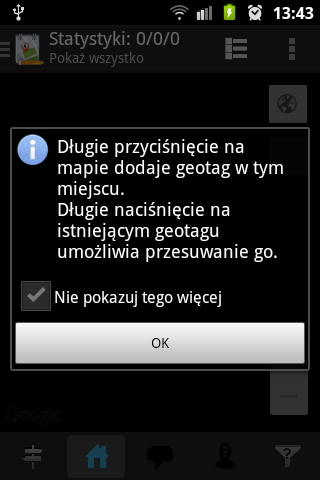 13:43
Statystyki: 0/0/0
Pokaż wszystko
Długie przyciśnięcie na
mapie dodaje geotag w tym
miejscu.
Długie naciśnięcie na
istniejącym geotagu
umożliwia przesuwanie go.
Nie pokazuj tego więcej
OK
Google